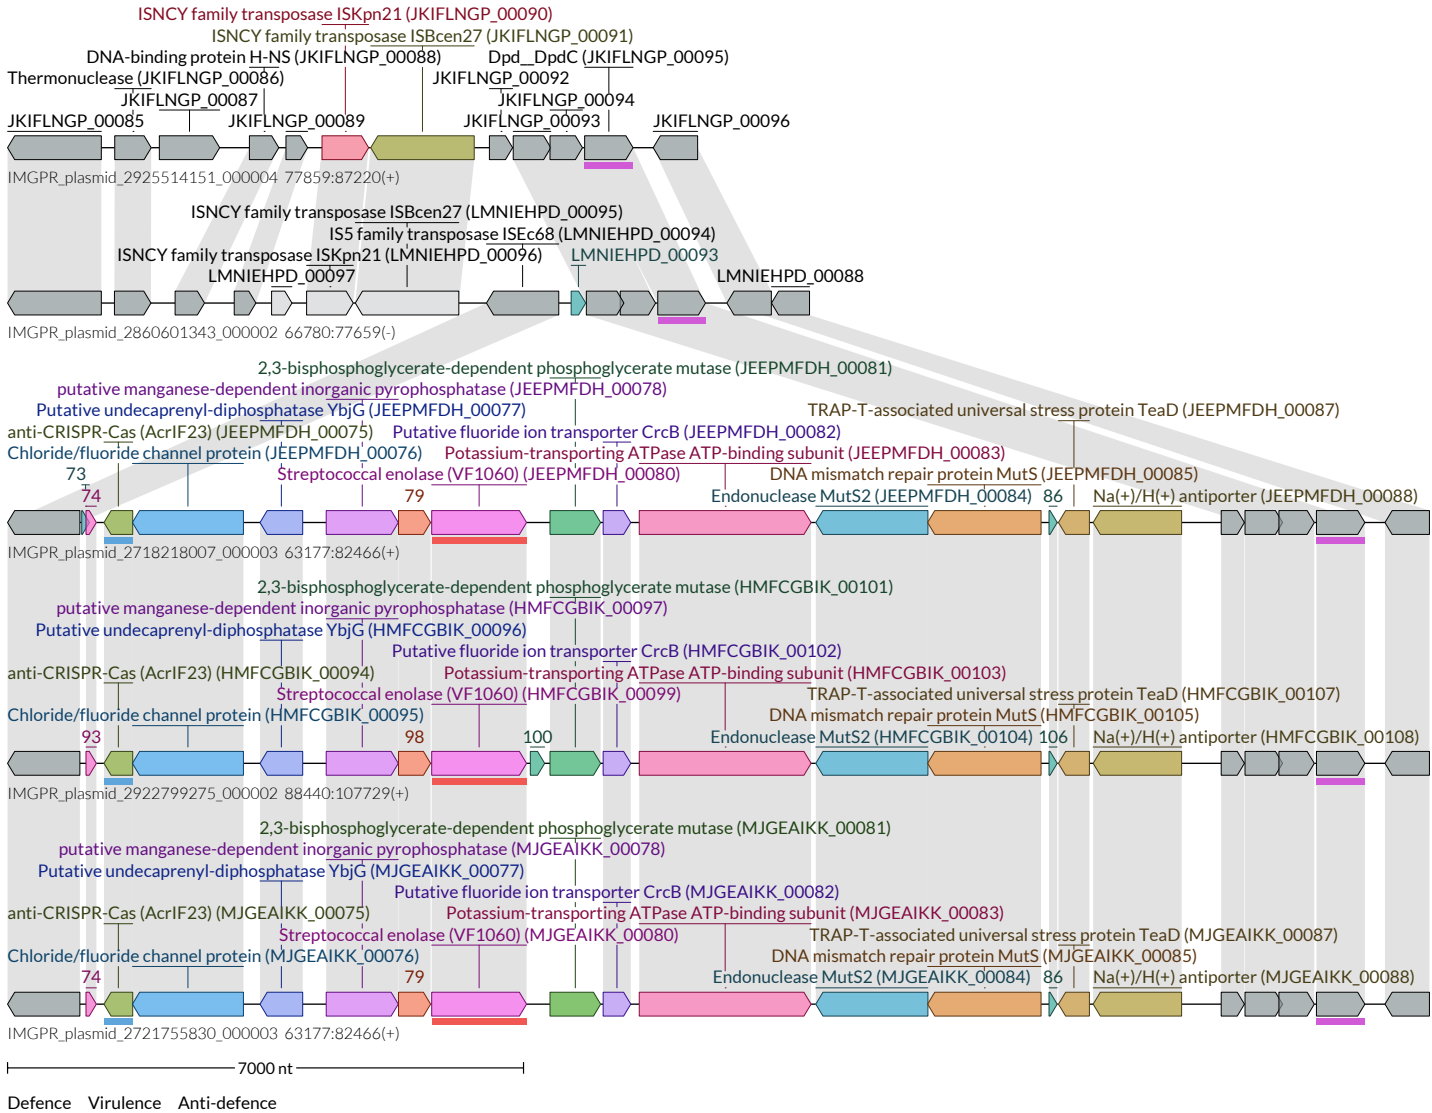 ISNCY family transposase ISKpn21 (JKIFLNGP_00090)
ISNCY family transposase ISBcen27 (JKIFLNGP_00091)
DNA-binding protein H-NS (JKIFLNGP_00088) Dpd__DpdC (JKIFLNGP_00095)
Thermonuclease (JKIFLNGP_00086) JKIFLNGP_00092
JKIFLNGP_00087 JKIFLNGP_00094
JKIFLNGP_00085 JKIFLNGP_00089 JKIFLNGP_00093 JKIFLNGP_00096
IMGPR_plasmid_2925514151_000004 77859:87220(+)
ISNCY family transposase ISBcen27 (LMNIEHPD_00095)
IS5 family transposase ISEc68 (LMNIEHPD_00094)
ISNCY family transposase ISKpn21 (LMNIEHPD_00096) LMNIEHPD_00093
LMNIEHPD_00097 LMNIEHPD_00088
IMGPR_plasmid_2860601343_000002 66780:77659(-)
2,3-bisphosphoglycerate-dependent phosphoglycerate mutase (JEEPMFDH_00081)
putative manganese-dependent inorganic pyrophosphatase (JEEPMFDH_00078)
Putative undecaprenyl-diphosphatase YbjG (JEEPMFDH_00077) TRAP-T-associated universal stress protein TeaD (JEEPMFDH_00087)
anti-CRISPR-Cas (AcrIF23) (JEEPMFDH_00075) Putative fluoride ion transporter CrcB (JEEPMFDH_00082)
Chloride/fluoride channel protein (JEEPMFDH_00076) Potassium-transporting ATPase ATP-binding subunit (JEEPMFDH_00083)
73 Streptococcal enolase (VF1060) (JEEPMFDH_00080) DNA mismatch repair protein MutS (JEEPMFDH_00085)
74 79 Endonuclease MutS2 (JEEPMFDH_00084) 86 Na(+)/H(+) antiporter (JEEPMFDH_00088)
IMGPR_plasmid_2718218007_000003 63177:82466(+)
2,3-bisphosphoglycerate-dependent phosphoglycerate mutase (HMFCGBIK_00101)
putative manganese-dependent inorganic pyrophosphatase (HMFCGBIK_00097)
Putative undecaprenyl-diphosphatase YbjG (HMFCGBIK_00096)
Putative fluoride ion transporter CrcB (HMFCGBIK_00102)
anti-CRISPR-Cas (AcrIF23) (HMFCGBIK_00094) Potassium-transporting ATPase ATP-binding subunit (HMFCGBIK_00103)
Streptococcal enolase (VF1060) (HMFCGBIK_00099) TRAP-T-associated universal stress protein TeaD (HMFCGBIK_00107)
Chloride/fluoride channel protein (HMFCGBIK_00095) DNA mismatch repair protein MutS (HMFCGBIK_00105)
93 98 100 Endonuclease MutS2 (HMFCGBIK_00104) 106 Na(+)/H(+) antiporter (HMFCGBIK_00108)
IMGPR_plasmid_2922799275_000002 88440:107729(+)
2,3-bisphosphoglycerate-dependent phosphoglycerate mutase (MJGEAIKK_00081)
putative manganese-dependent inorganic pyrophosphatase (MJGEAIKK_00078)
Putative undecaprenyl-diphosphatase YbjG (MJGEAIKK_00077)
Putative fluoride ion transporter CrcB (MJGEAIKK_00082)
anti-CRISPR-Cas (AcrIF23) (MJGEAIKK_00075) Potassium-transporting ATPase ATP-binding subunit (MJGEAIKK_00083)
Streptococcal enolase (VF1060) (MJGEAIKK_00080) TRAP-T-associated universal stress protein TeaD (MJGEAIKK_00087)
Chloride/fluoride channel protein (MJGEAIKK_00076) DNA mismatch repair protein MutS (MJGEAIKK_00085)
74 79 Endonuclease MutS2 (MJGEAIKK_00084) 86 Na(+)/H(+) antiporter (MJGEAIKK_00088)
IMGPR_plasmid_2721755830_000003 63177:82466(+)
7000 nt
Defence Virulence Anti-defence